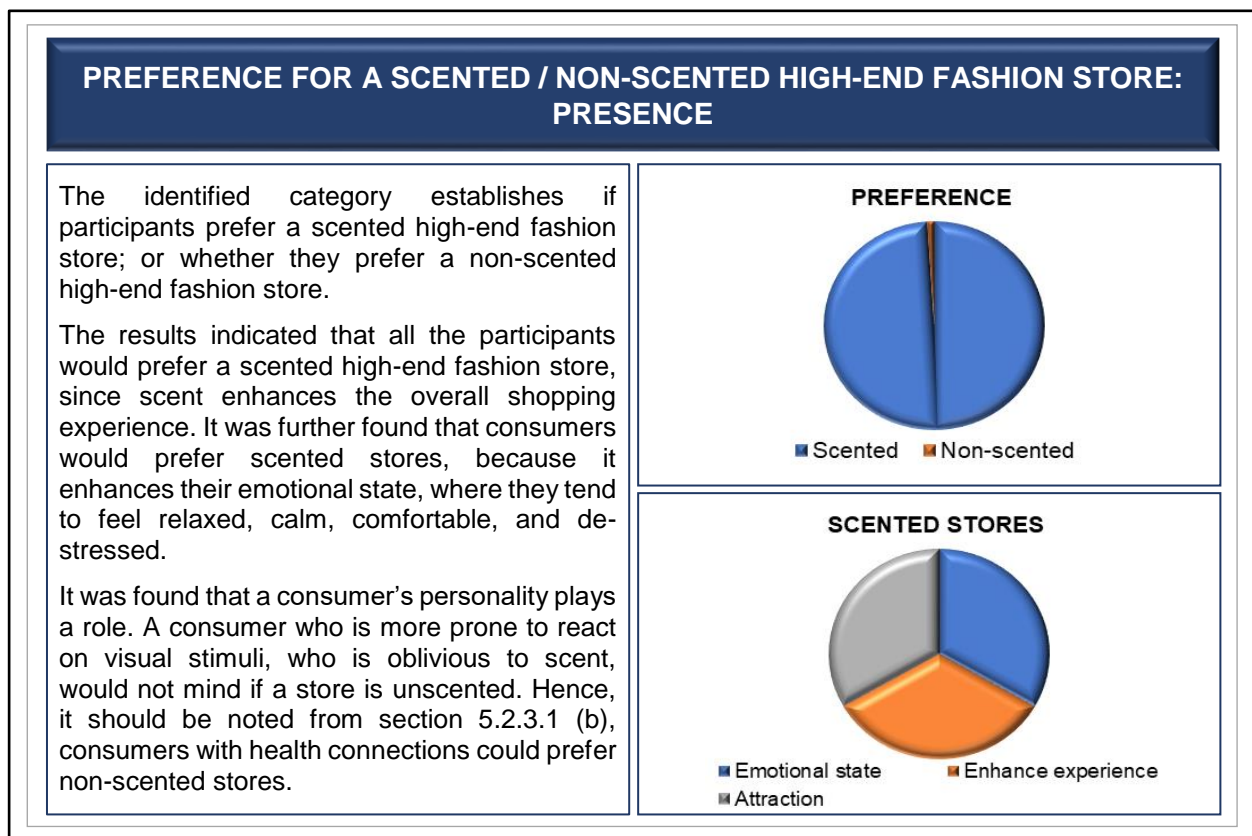 PREFERENCE FOR A SCENTED / NON-SCENTED HIGH-END FASHION STORE:
PRESENCE
The identified category establishes if
participants prefer a scented high-end fashion
store; or whether they prefer a non-scented
high-end fashion store.
The results indicated that all the participants
would prefer a scented high-end fashion store,
since scent enhances the overall shopping
experience. It was further found that consumers
would prefer scented stores, because it
enhances their emotional state, where they tend
to feel relaxed, calm, comfortable, and de-
stressed.
It was found that a consumer’s personality plays
a role. A consumer who is more prone to react
on visual stimuli, who is oblivious to scent,
would not mind if a store is unscented. Hence,
it should be noted from section 5.2.3.1 (b),
consumers with health connections could prefer
non-scented stores.
PREFERENCE
Scented Non-scented
SCENTED STORES
Emotional state Enhance experience
Attraction